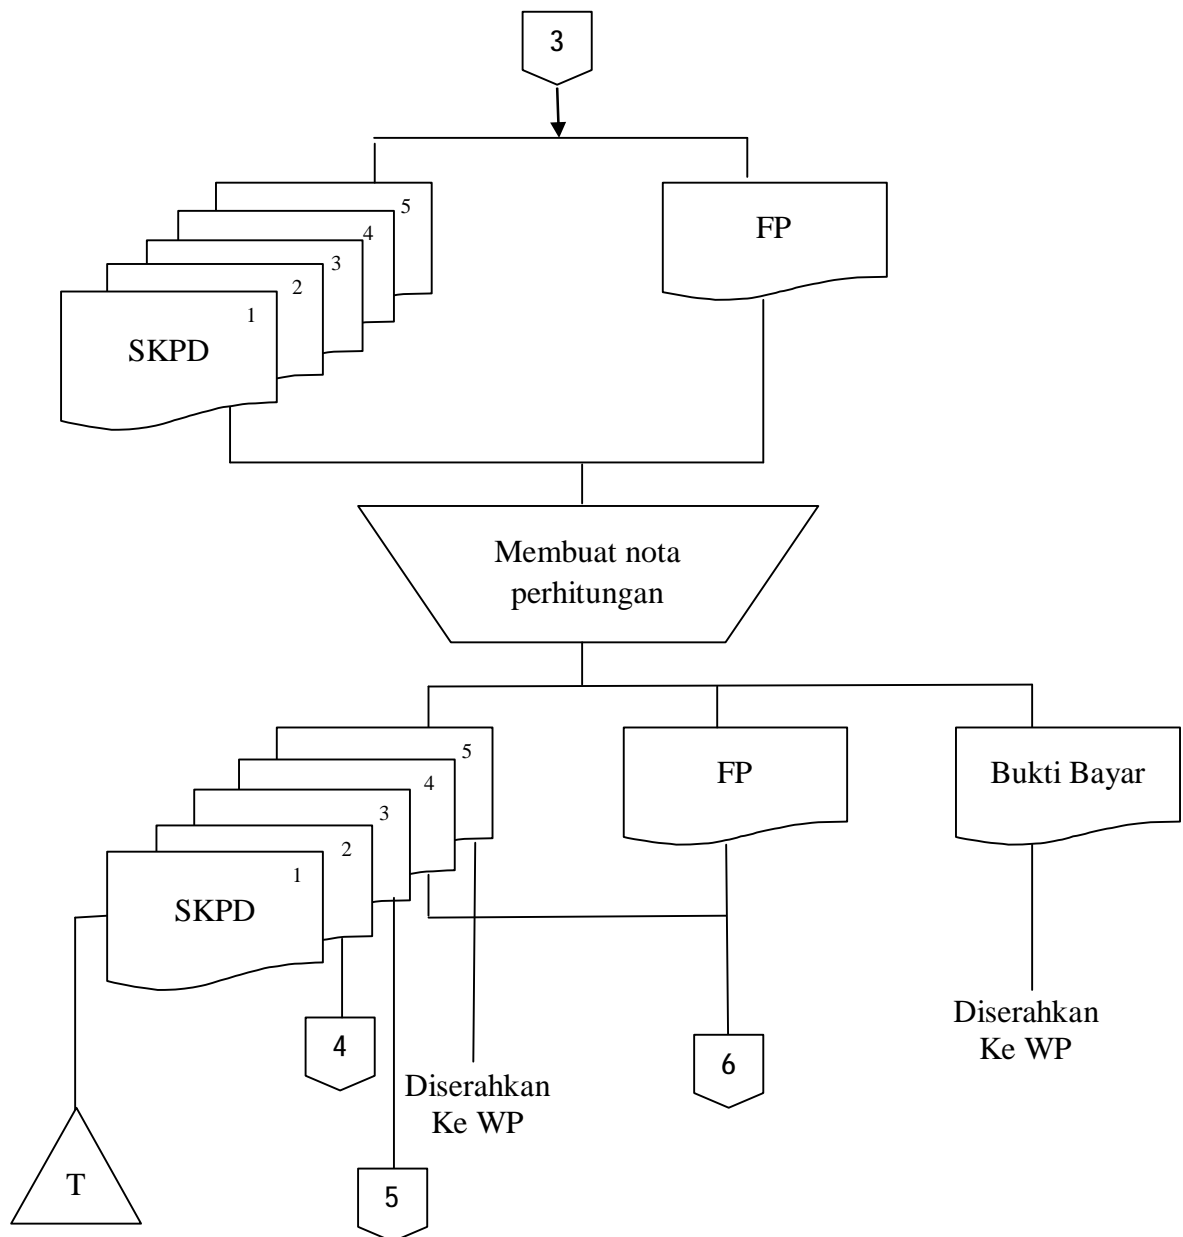 3
5
4
3
2
1
SKPD
FP
Membuat nota
perhitungan
5
4
3
2
1
SKPD
FP
Bukti Bayar
4
Diserahkan
Ke WP
6
Diserahkan
Ke WP
T
5